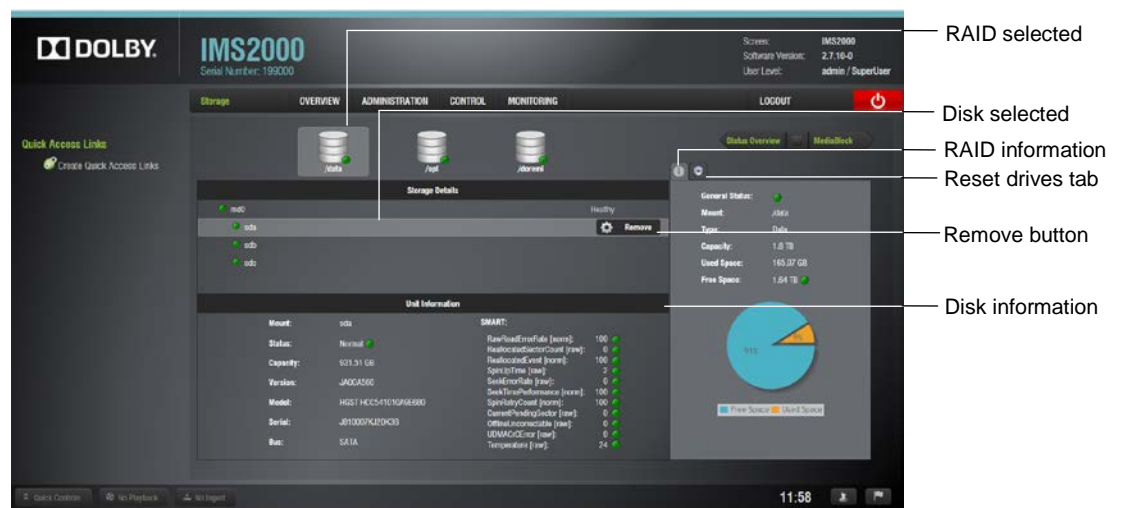 DOLBY.
IMS2000
Serial Number: 199000
Screen: IMS2000
Software Version: 2.7.10-0
User Level: admin / SuperUser
RAID selected
Storage OVERVIEW ADMINISTRATION CONTROL MONITORING LOGOUT
Disk selected
Quick Access Links
Create Quick Access Links
/data /opt /doremi
Status Overview MediaBlock
RAID information
Reset drives tab
Storage Details
md0 Healthy
sda Remove
sdb
sdc
General Status:
Mount: /data
Type: Data
Capacity: 1.8 TB
Used Space: 165.07 GB
Free Space: 1.64 TB
Remove button
Disk information
Unit Information
Mount: sda
Status: Normal
Capacity: 931.51 GB
Version: JA0OA560
Model:
Serial:
Bus: SATA
SMART:
RawReadErrorRate [norm]: 100
ReallocatedSectorCount [raw]: 0
ReallocatedEvent [norm]: 100
SpinUpTime [raw]: 2
SeekErrorRate [raw]: 0
SeekTimePerformance [norm]: 100
SpinRetryCount [norm]: 100
CurrentPendingSector [raw]: 0
OfflineUncorrectable [raw]: 0
UDMACrCError [raw]: 0
Temperature [raw]: 24
91%
9%
Free Space Used Space
Quick Controls No Playback No Ingest
11:58